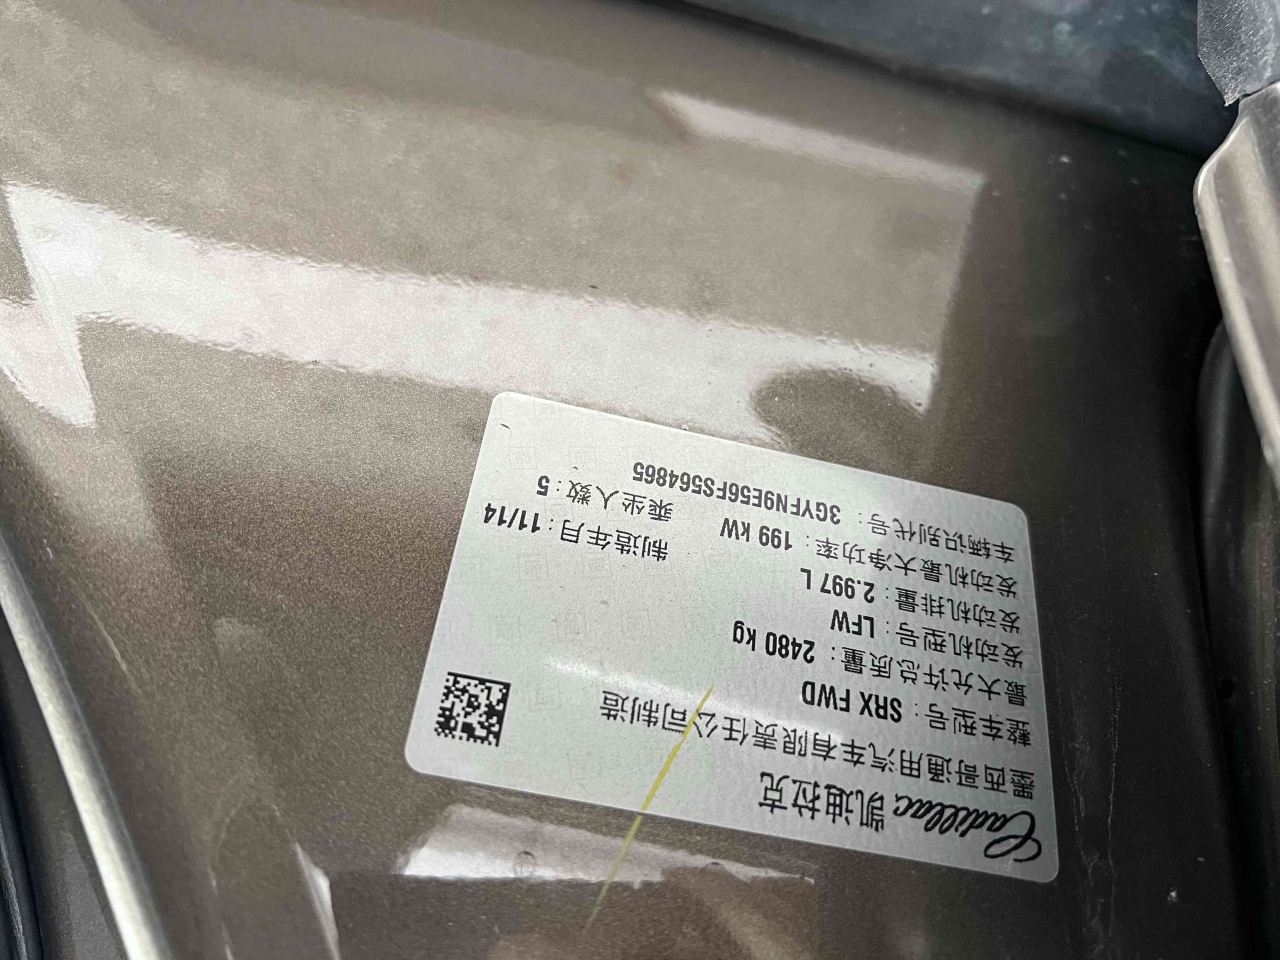 Cadillac 凯迪拉克
墨西哥通用汽车有限责任公司制造
整车型号：SRX FWD
最大允许总质量：2480 kg
发动机型号：LFW
发动机排量：2.997 L
发动机最大净功率：199 kW
制造年月：11/14
车辆识别代号：3GYFN9E56FS564865
乘坐人数：5